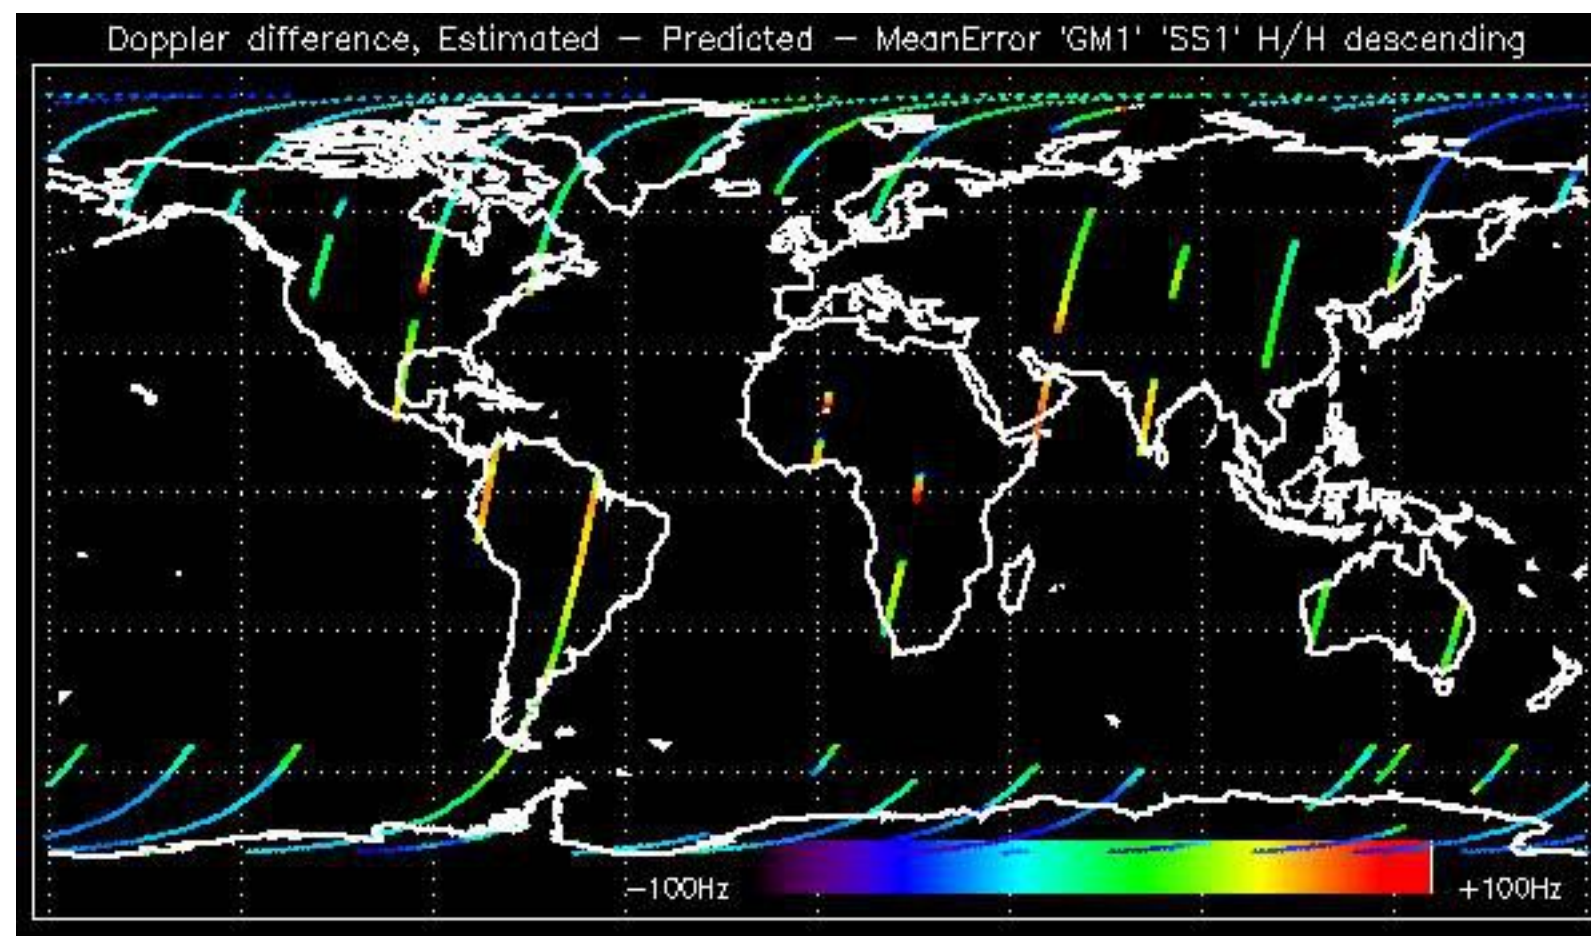 Doppler difference, Estimated − Predicted − MeanError 'GM1' 'SS1' H/H descending
−100Hz
+100Hz